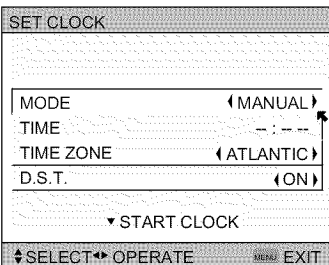 SET CLOCK
MODE MANUAL
TIME --:--
TIME ZONE ATLANTIC
D.S.T. ON
▼START CLOCK
SELECT OPERATE MENU EXIT